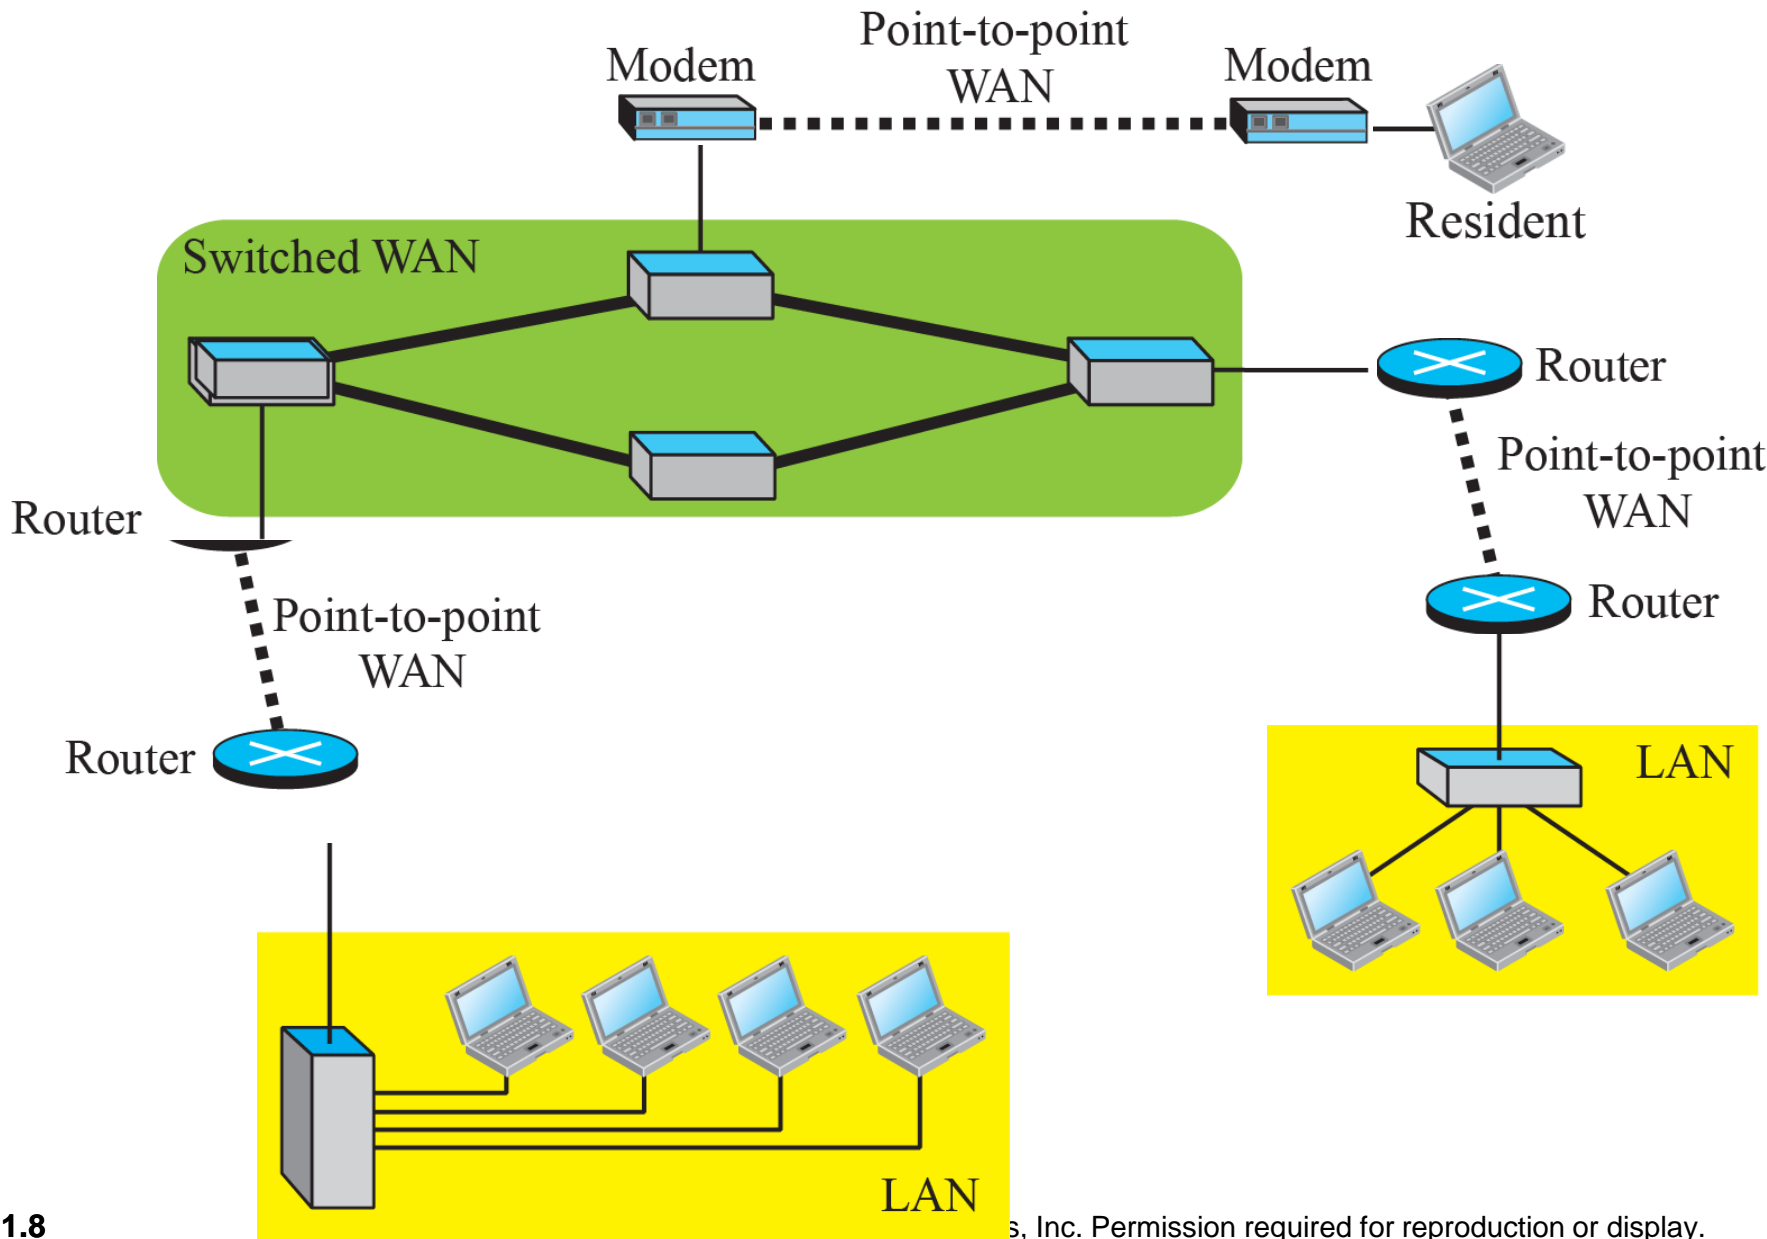 Point-to-point
WAN
Modem
Modem
Resident
Switched WAN
Router
Point-to-point
WAN
Router
Router
Point-to-point
WAN
Router
LAN
LAN
1.8
, Inc. Permission required for reproduction or display.